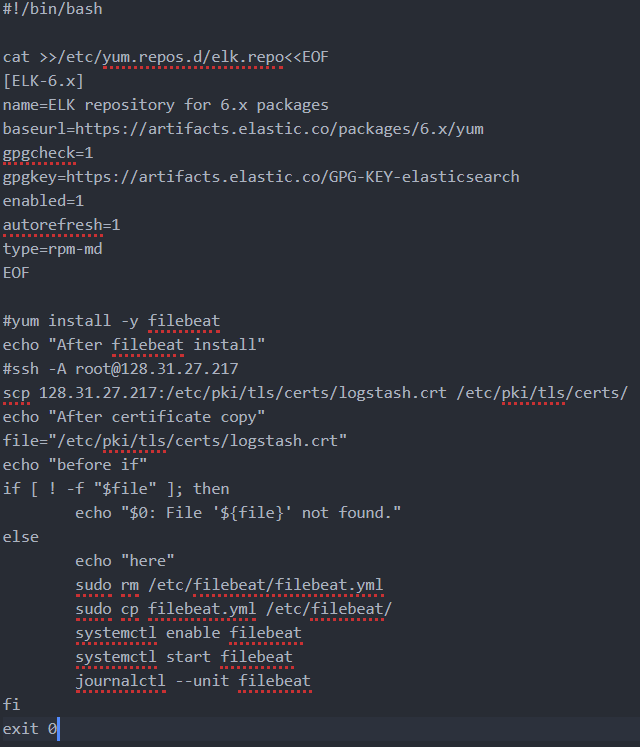 #!/bin/bash

cat >>/etc/yum.repos.d/elk.repo<<EOF
[ELK-6.x]
name=ELK repository for 6.x packages
baseurl=https://artifacts.elastic.co/packages/6.x/yum
gpgcheck=1
gpgkey=https://artifacts.elastic.co/GPG-KEY-elasticsearch
enabled=1
autorefresh=1
type=rpm-md
EOF

#yum install -y filebeat
echo "After filebeat install"
#ssh -A root@128.31.27.217
scp 128.31.27.217:/etc/pki/tls/certs/logstash.crt /etc/pki/tls/certs/
echo "After certificate copy"
file="/etc/pki/tls/certs/logstash.crt"
echo "before if"
if [ ! -f "$file" ]; then
        echo "$0: File '${file}' not found."
else
        echo "here"
        sudo rm /etc/filebeat/filebeat.yml
        sudo cp filebeat.yml /etc/filebeat/
        systemctl enable filebeat
        systemctl start filebeat
        journalctl --unit filebeat
fi
exit 0